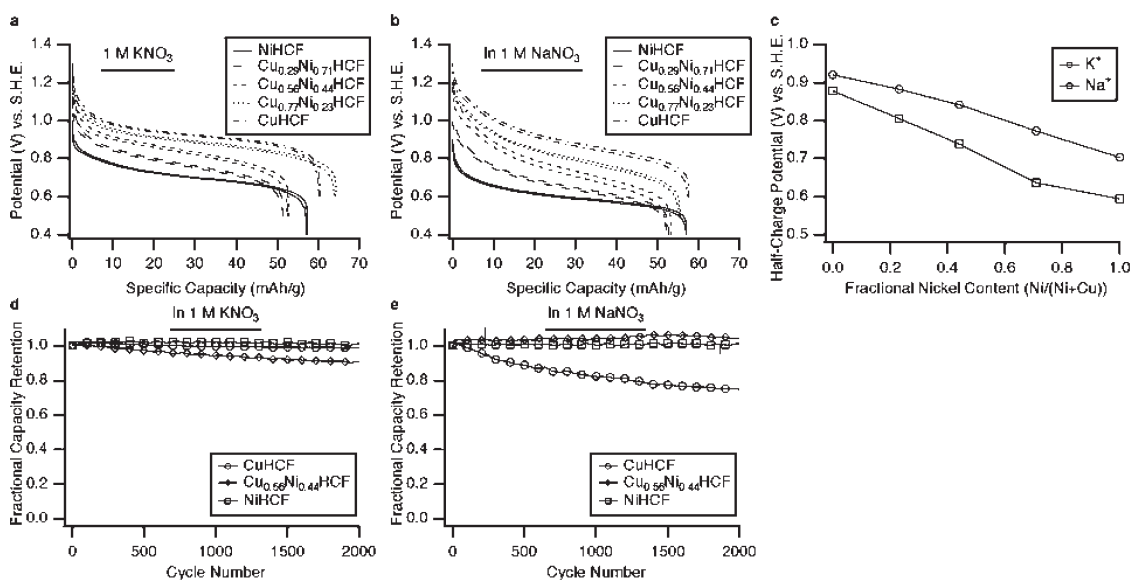 a
1 M KNO3
NiHCF
Cu0.29Ni0.71HCF
Cu0.56Ni0.44HCF
Cu0.77Ni0.23HCF
CuHCF
Potential (V) vs. S.H.E.
1.4
1.2
1.0
0.8
0.6
0.4
0 10 20 30 40 50 60 70
Specific Capacity (mAh/g)
b
In 1 M NaNO3
NiHCF
Cu0.29Ni0.71HCF
Cu0.56Ni0.44HCF
Cu0.77Ni0.23HCF
CuHCF
Potential (V) vs. S.H.E.
1.4
1.2
1.0
0.8
0.6
0.4
0 10 20 30 40 50 60 70
Specific Capacity (mAh/g)
c
K+
Na+
Half-Charge Potential (V) vs. S.H.E.
1.0
0.9
0.8
0.7
0.6
0.5
0.0 0.2 0.4 0.6 0.8 1.0
Fractional Nickel Content (Ni/(Ni+Cu))
d
In 1 M KNO3
Fractional Capacity Retention
1.0
0.8
0.6
0.4
0.2
0.0
CuHCF
Cu0.56Ni0.44HCF
NiHCF
0 500 1000 1500 2000
Cycle Number
e
In 1 M NaNO3
Fractional Capacity Retention
1.0
0.8
0.6
0.4
0.2
0.0
CuHCF
Cu0.56Ni0.44HCF
NiHCF
0 500 1000 1500 2000
Cycle Number